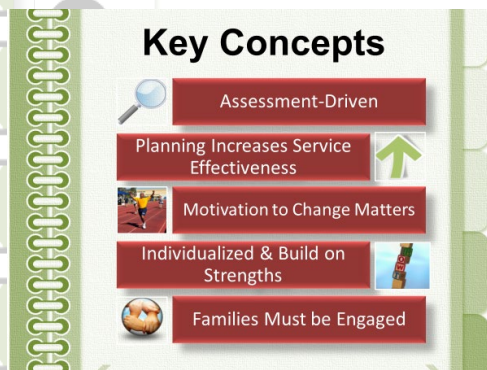 Key Concepts
Assessment-Driven
Planning Increases Service
Effectiveness
Motivation to Change Matters
Individualized & Build on
Strengths
Families Must be Engaged